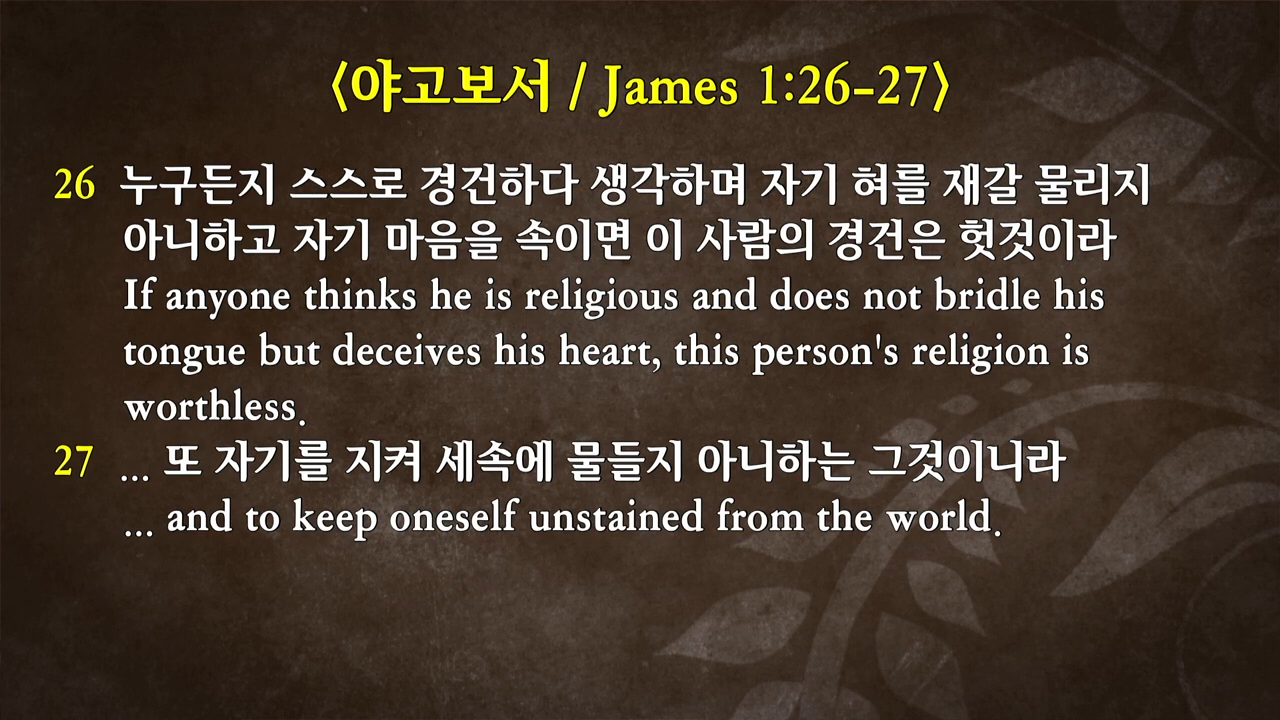 〈야고보서 / James 1:26-27〉
26 누구든지 스스로 경건하다 생각하며 자기 혀를 재갈 물리지
아니하고 자기 마음을 속이면 이 사람의 경건은 헛것이라
If anyone thinks he is religious and does not bridle his
tongue but deceives his heart, this person's religion is
worthless.
27 ... 또 자기를 지켜 세속에 물들지 아니하는 그것이니라
... and to keep oneself unstained from the world.